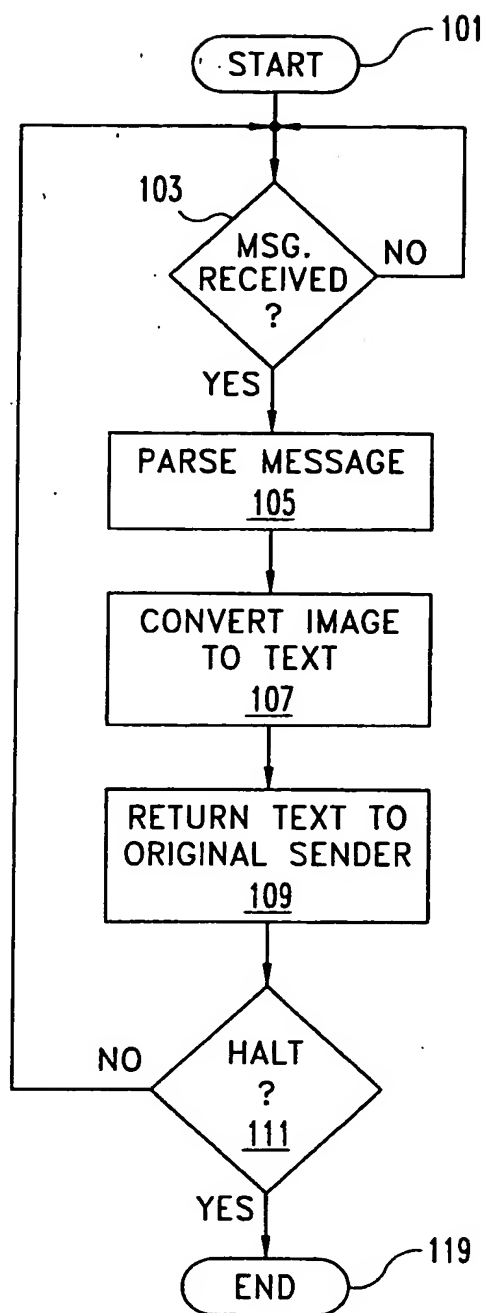 101
START
103
MSG.
RECEIVED
?
NO
YES
PARSE MESSAGE
105
CONVERT IMAGE
TO TEXT
107
RETURN TEXT TO
ORIGINAL SENDER
109
NO
HALT
?
111
YES
END
119